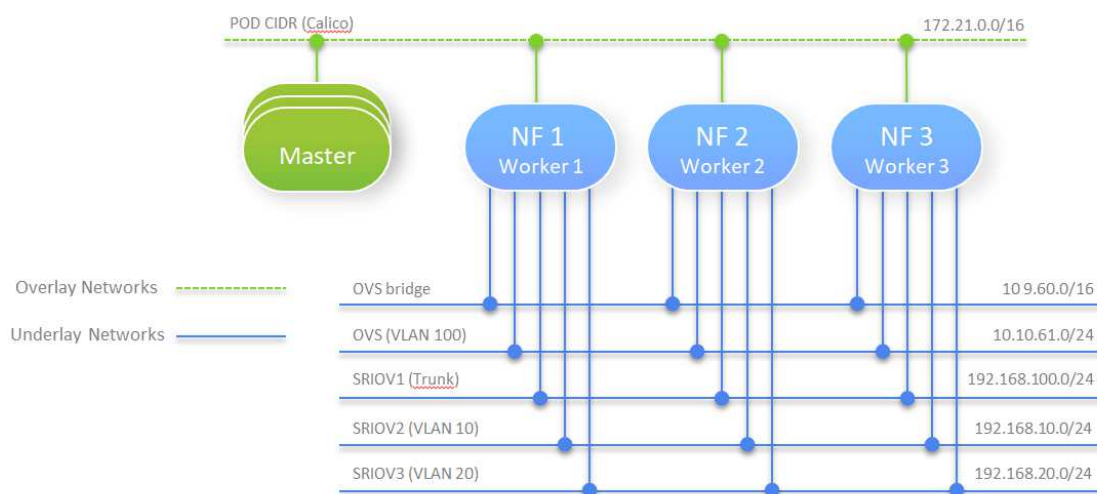 POD CIDR (Calico) 172.21.0.0/16
Master
NF 1
Worker 1
NF 2
Worker 2
NF 3
Worker 3
Overlay Networks
Underlay Networks
OVS bridge 10 9.60.0/16
OVS (VLAN 100) 10.10.61.0/24
SRIOV1 (Trunk) 192.168.100.0/24
SRIOV2 (VLAN 10) 192.168.10.0/24
SRIOV3 (VLAN 20) 192.168.20.0/24